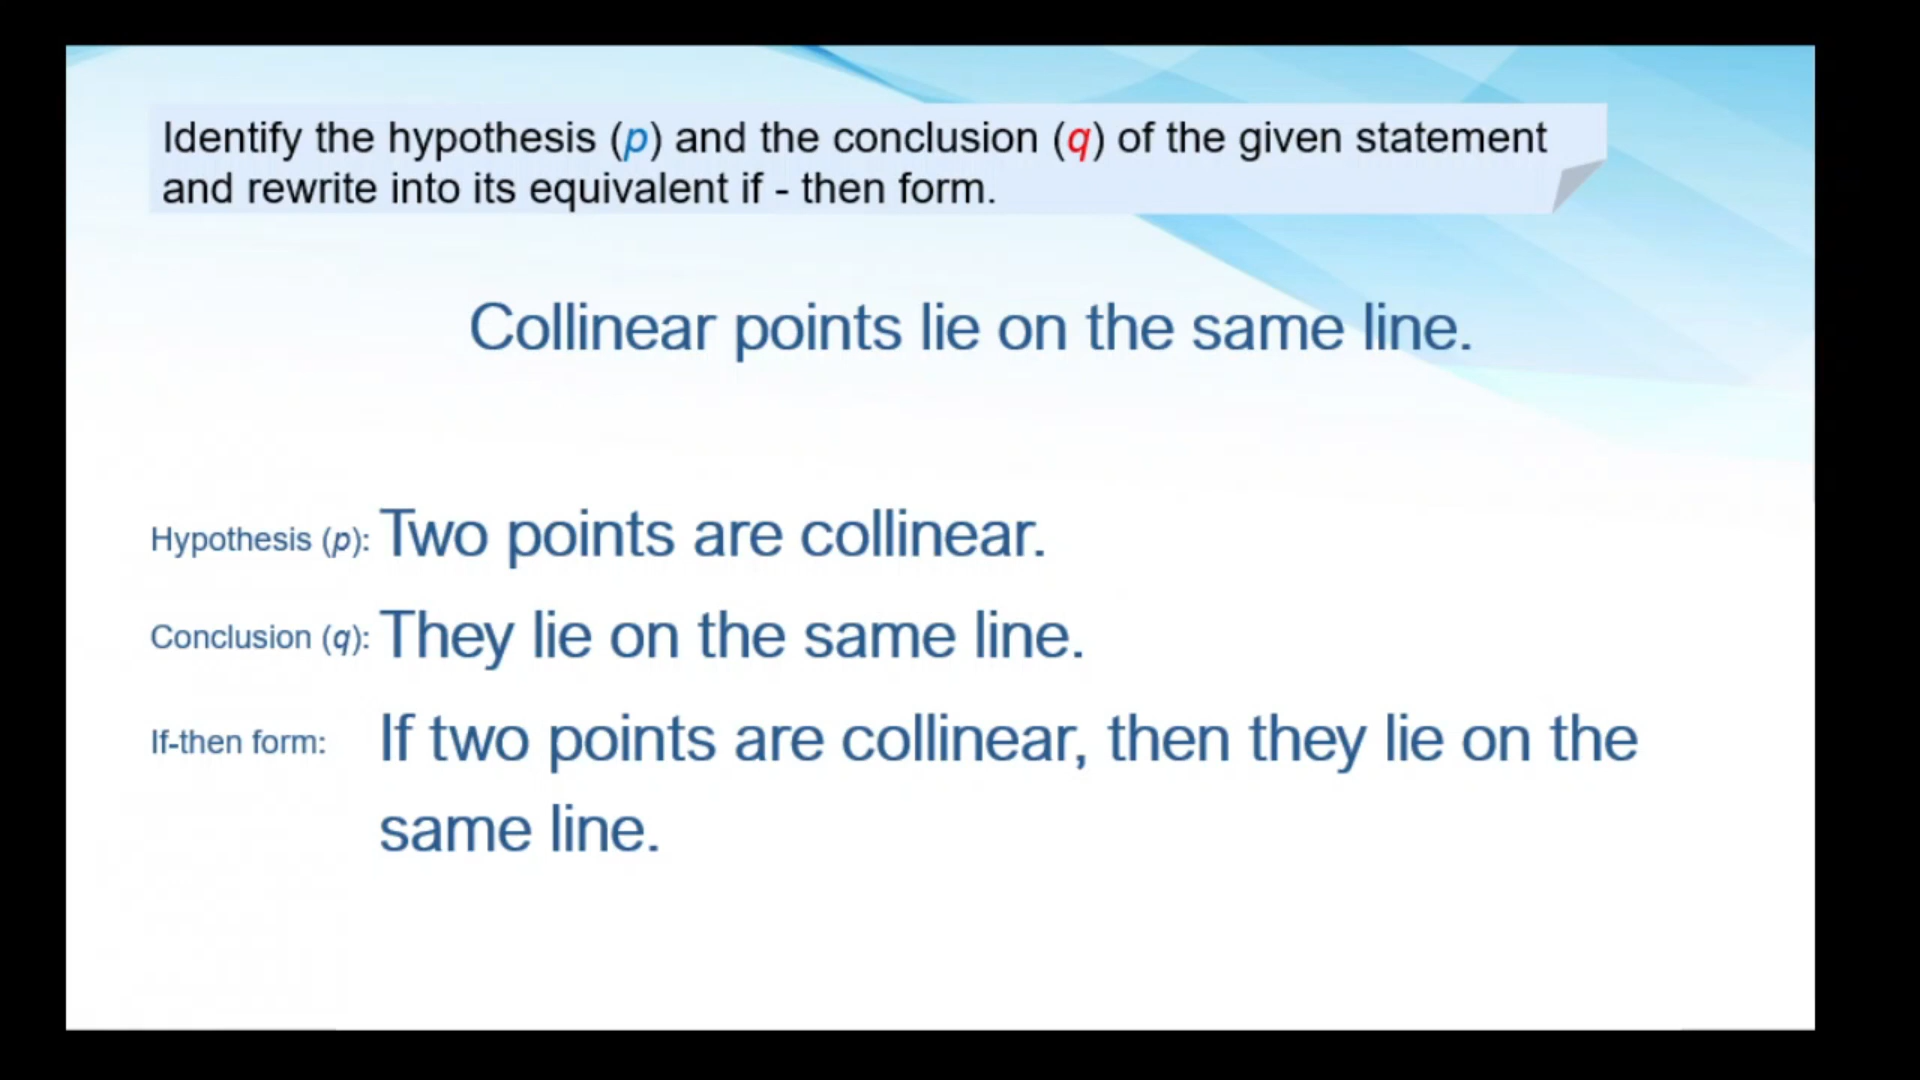 Identify the hypothesis (p) and the conclusion (q) of the given statement
and rewrite into its equivalent if - then form.
Collinear points lie on the same line.
Hypothesis (p): Two points are collinear.
Conclusion (q): They lie on the same line.
If-then form: If two points are collinear, then they lie on the
same line.